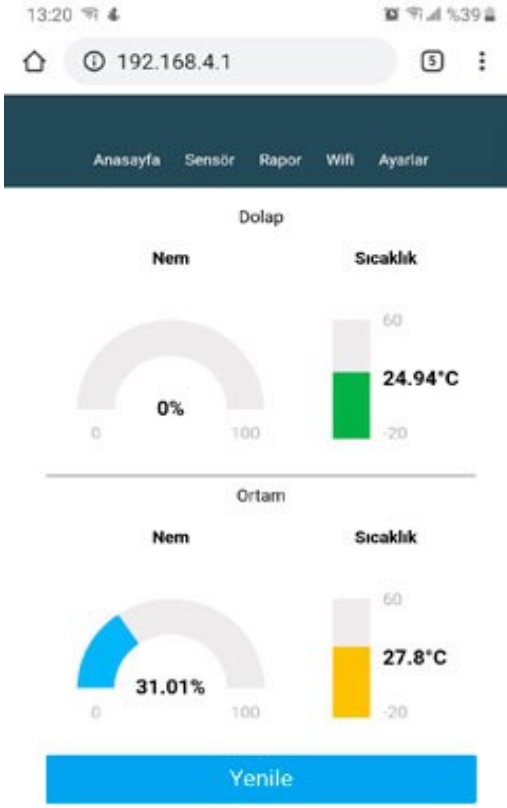 13:20 %39
192.168.4.1 5
Anasayfa Sensör Rapor Wifi Ayarlar
Dolap
Nem Sıcaklık
60
24.94°C
0%
0 100 -20
Ortam
Nem Sıcaklık
60
27.8°C
31.01%
0 100 -20
Yenile